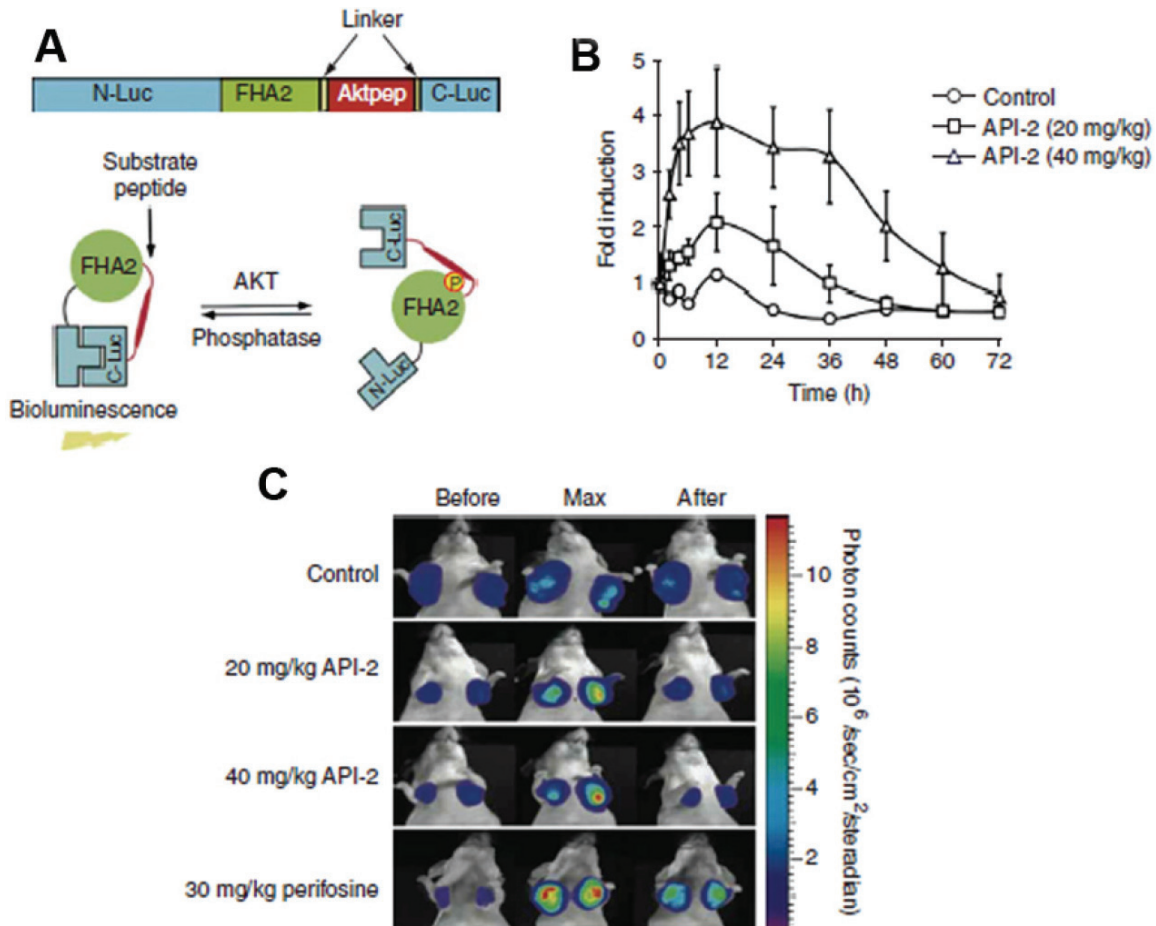 A
Linker
N-Luc FHA2 Aktpep C-Luc
Substrate
peptide
FHA2
C-Luc
Bioluminescence
AKT
Phosphatase
C-Luc
P
FHA2
N-Luc
B
Fold induction
5
4
3
2
1
0
0 12 24 36 48 60 72
Time (h)
Control
API-2 (20 mg/kg)
API-2 (40 mg/kg)
C
Before Max After
Control
20 mg/kg API-2
40 mg/kg API-2
30 mg/kg perifosine
10
8
6
4
2
Photon counts (10⁶/sec/cm²/steradian)